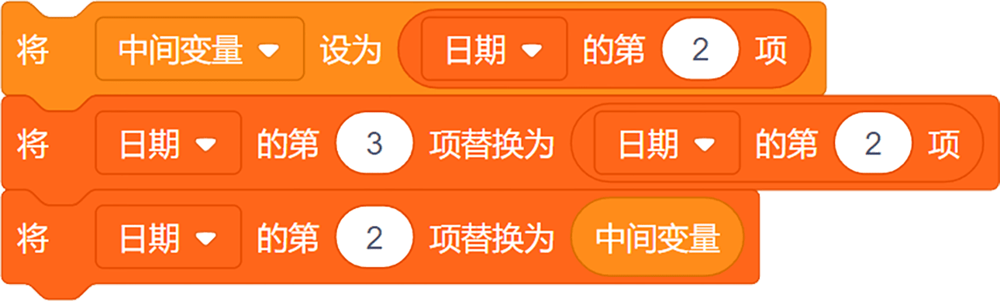 将 中间变量 设为 日期 的第 2 项
将 日期 的第 3 项替换为 日期 的第 2 项
将 日期 的第 2 项替换为 中间变量